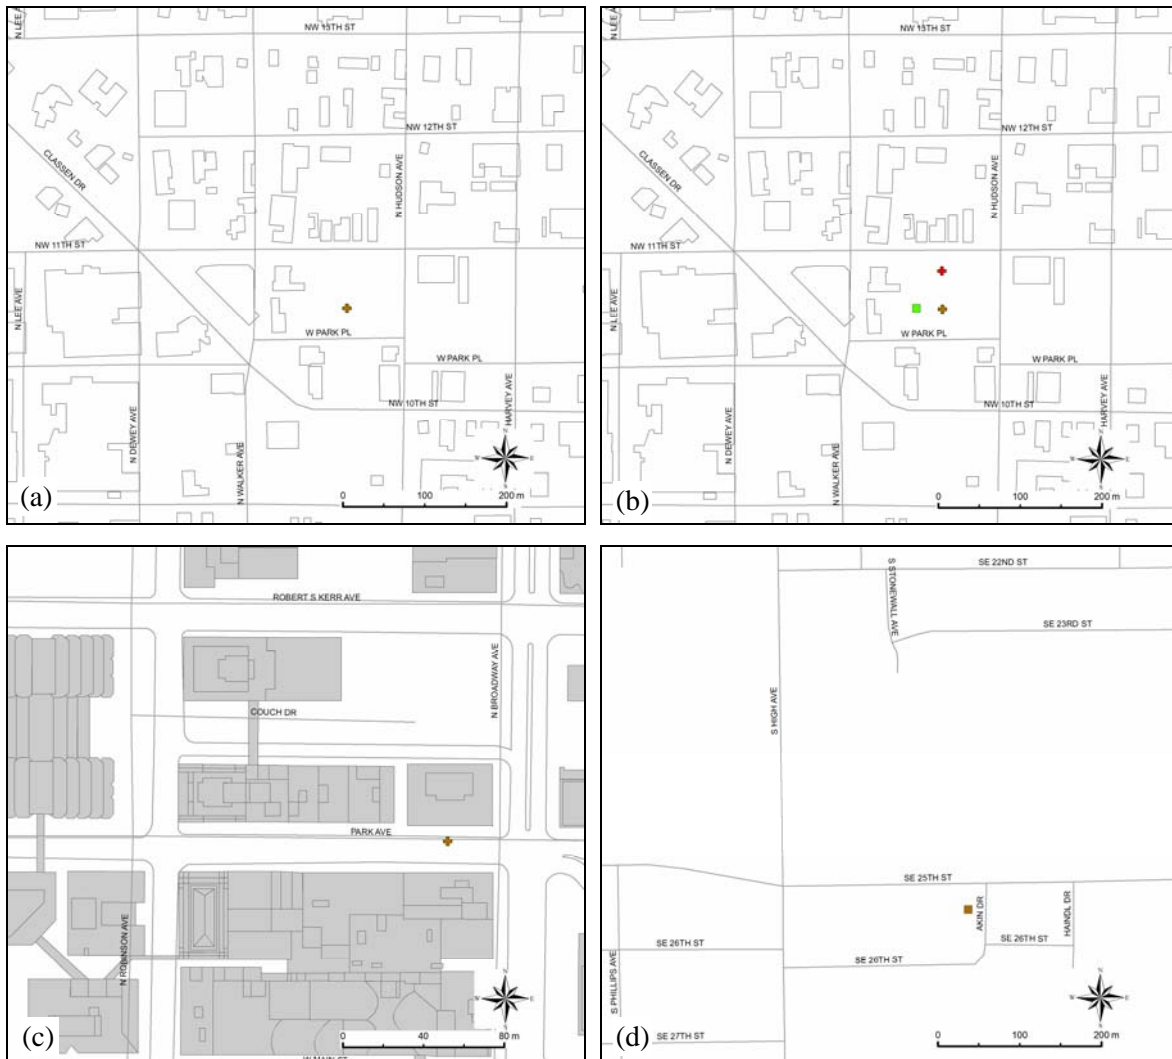 NW 13TH ST
N LEE A
NW 12TH ST
CLASSEN DR
N HUDSON AVE
NW 11TH ST
N LEE AVE
W PARK PL
W PARK PL
NW 10TH ST
HARVEY AVE
N DEWEY AVE
N WALKER AVE
N
W E
S
(a)
0 100 200 m
NW 13TH ST
N LEE A
NW 12TH ST
CLASSEN DR
N HUDSON AVE
NW 11TH ST
N LEE AVE
W PARK PL
W PARK PL
NW 10TH ST
HARVEY AVE
N DEWEY AVE
N WALKER AVE
N
W E
S
(b)
0 100 200 m
ROBERT S KERR AVE
N BROADWAY AVE
COUCH DR
PARK AVE
N ROBINSON AVE
N
W E
S
(c)
0 40 80 m
W MAIN ST
SE 22ND ST
S STONEWALL AVE
SE 23RD ST
S HIGH AVE
SE 25TH ST
AKIN DR
HAINDL DR
SE 26TH ST
SE 26TH ST
SE 26TH ST
S PHILLIPS AVE
N
W E
S
(d)
SE 27TH ST
0 100 200 m